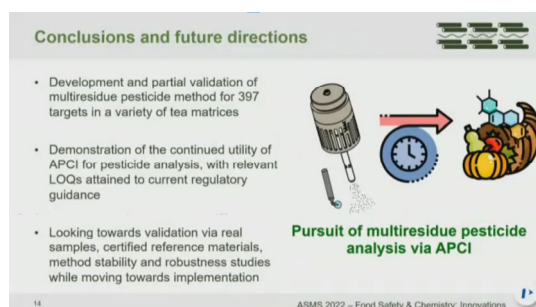 Conclusions and future directions
• Development and partial validation of
multiresidue pesticide method for 397
targets in a variety of tea matrices
• Demonstration of the continued utility of
APCI for pesticide analysis, with relevant
LOQs attained to current regulatory
guidance
• Looking towards validation via real
samples, certified reference materials,
method stability and robustness studies
while moving towards implementation
Pursuit of multiresidue pesticide
analysis via APCI
14
ASMS 2022 – Food Safety & Chemistry: Innovations